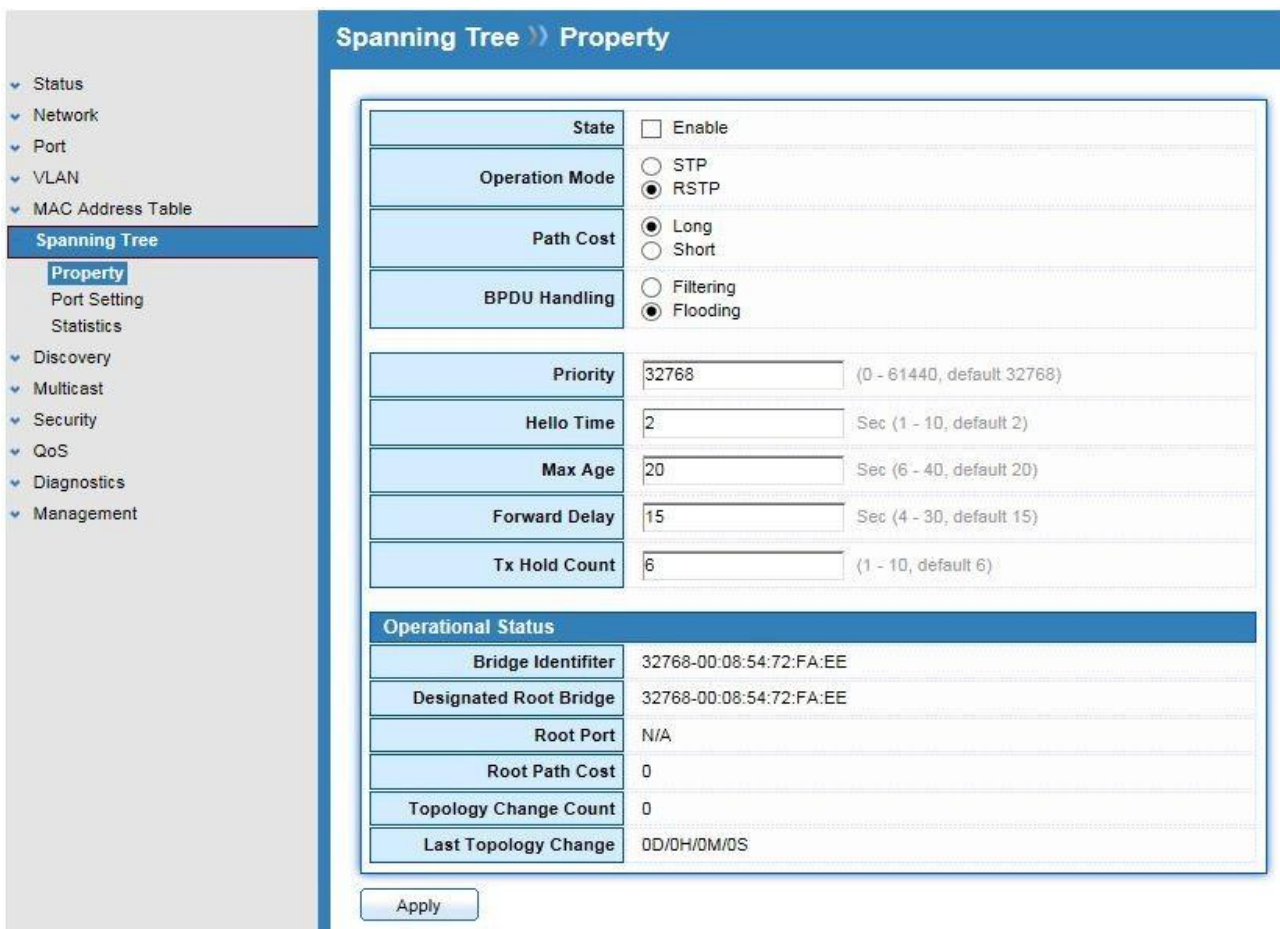 Spanning Tree » Property
Status
Network
Port
VLAN
MAC Address Table
Spanning Tree
Property
Port Setting
Statistics
Discovery
Multicast
Security
QoS
Diagnostics
Management
State Enable
Operation Mode STP
RSTP
Path Cost Long
Short
BPDU Handling Filtering
Flooding
Priority 32768 (0 - 61440, default 32768)
Hello Time 2 Sec (1 - 10, default 2)
Max Age 20 Sec (6 - 40, default 20)
Forward Delay 15 Sec (4 - 30, default 15)
Tx Hold Count 6 (1 - 10, default 6)
Operational Status
Bridge Identifiter 32768-00:08:54:72:FA:EE
Designated Root Bridge 32768-00:08:54:72:FA:EE
Root Port N/A
Root Path Cost 0
Topology Change Count 0
Last Topology Change 0D/0H/0M/0S
Apply